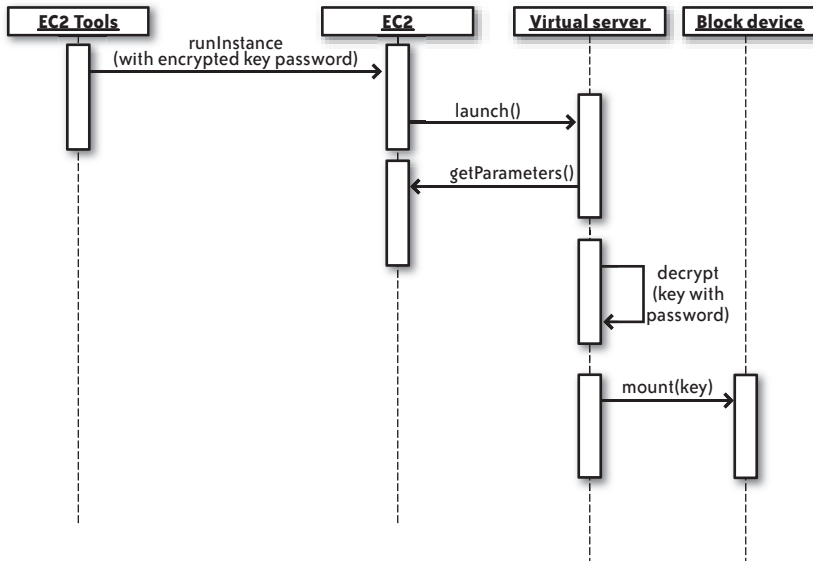 EC2 Tools
EC2
Virtual server
Block device
runInstance
(with encrypted key password)
launch()
getParameters()
decrypt
(key with
password)
mount(key)